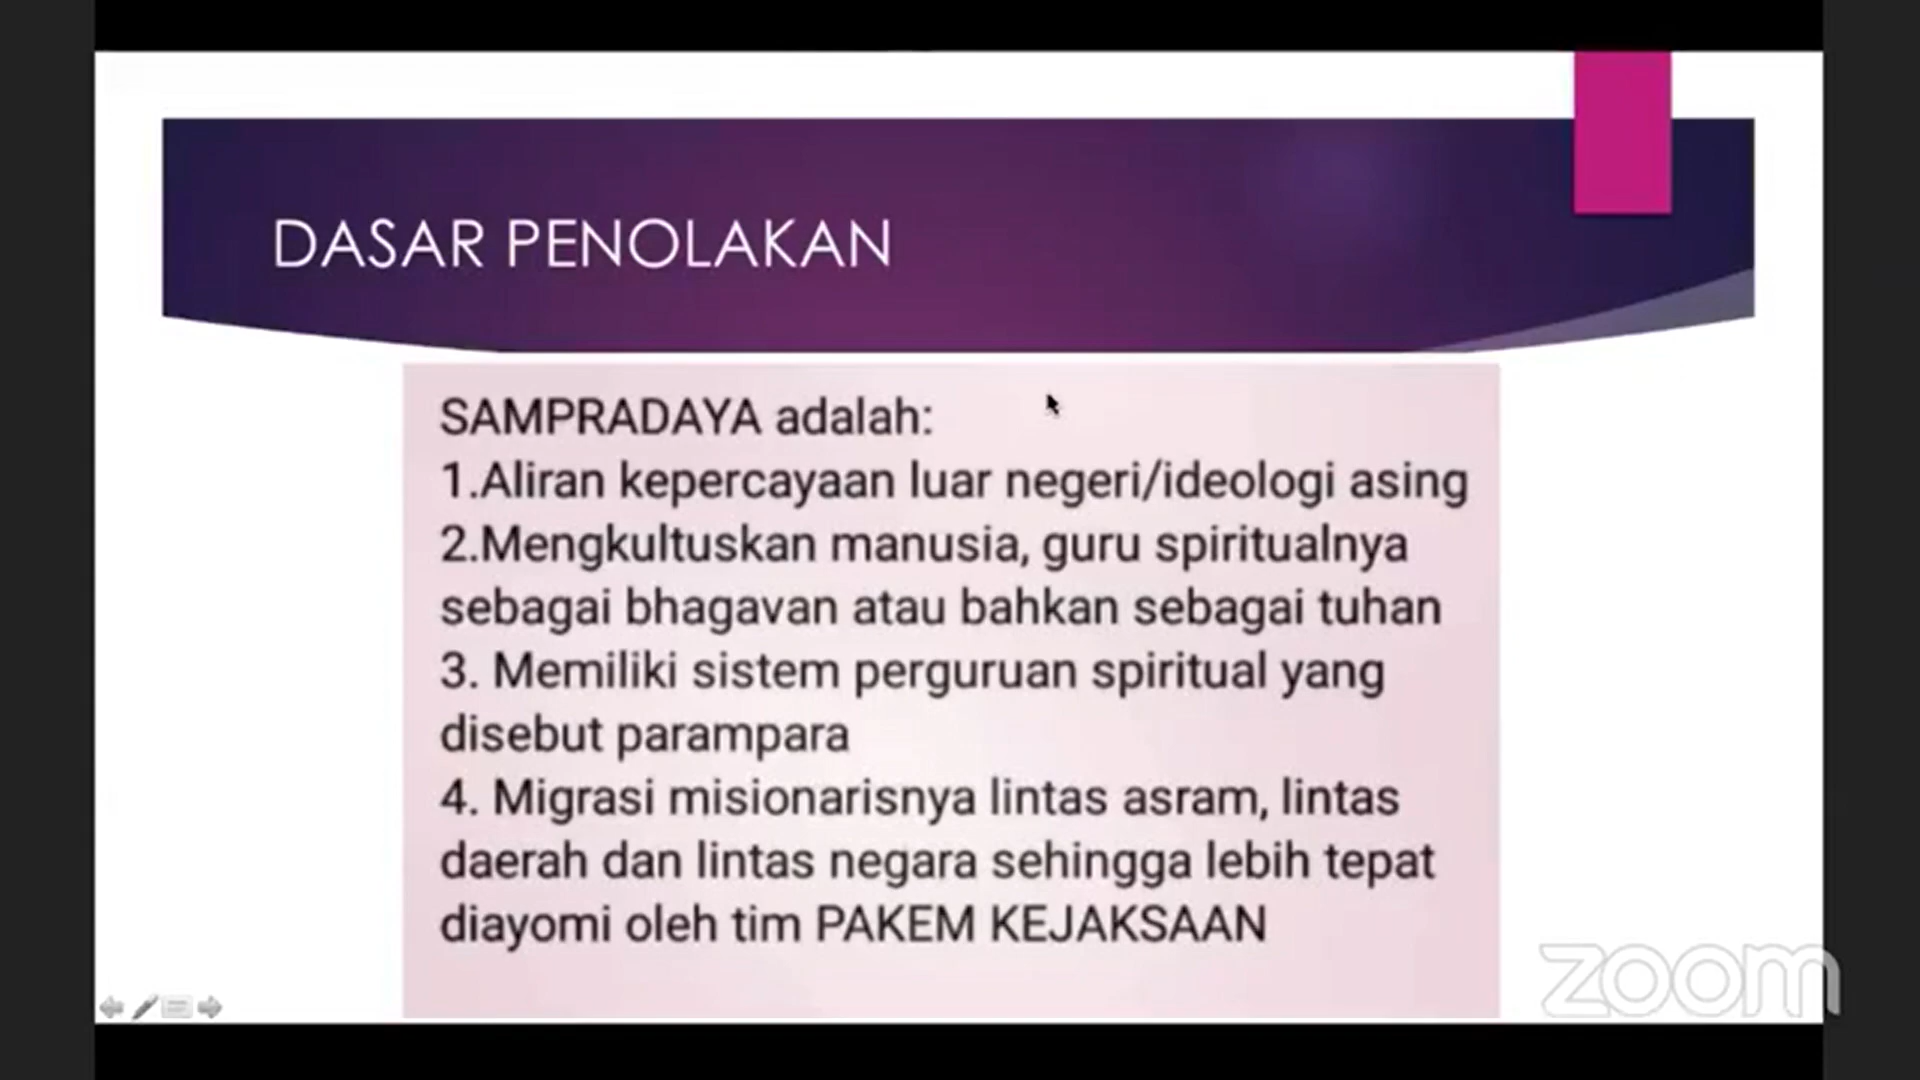 DASAR PENOLAKAN
SAMPRADAYA adalah:
1.Aliran kepercayaan luar negeri/ideologi asing
2.Mengkultuskan manusia, guru spiritualnya
sebagai bhagavan atau bahkan sebagai tuhan
3. Memiliki sistem perguruan spiritual yang
disebut parampara
4. Migrasi misionarisnya lintas asram, lintas
daerah dan lintas negara sehingga lebih tepat
diayomi oleh tim PAKEM KEJAKSAAN
zoom